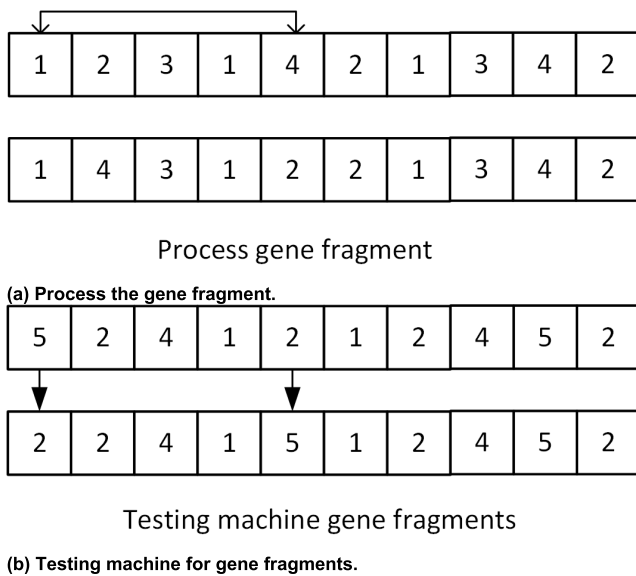 1 2 3 1 4 2 1 3 4 2
1 4 3 1 2 2 1 3 4 2
Process gene fragment
(a) Process the gene fragment.
5 2 4 1 2 1 2 4 5 2
2 2 4 1 5 1 2 4 5 2
Testing machine gene fragments
(b) Testing machine for gene fragments.